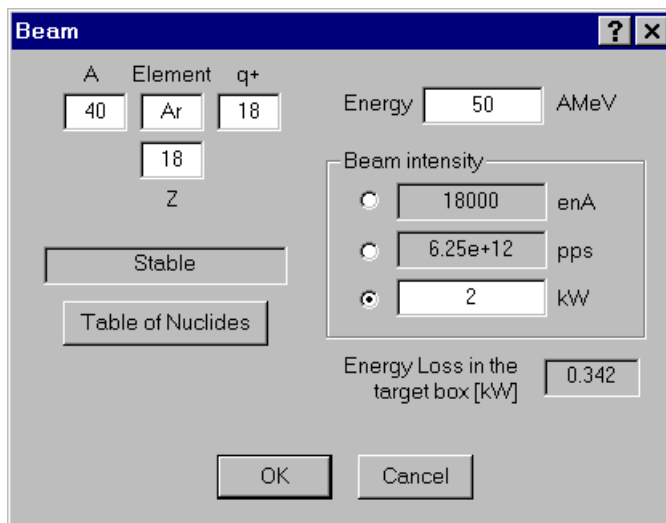 Beam
A Element q+
40 Ar 18
18
Z
Stable
Table of Nuclides
Energy 50 AMeV
Beam intensity
18000 enA
6.25e+12 pps
2 kW
Energy Loss in the
target box [kW] 0.342
OK Cancel